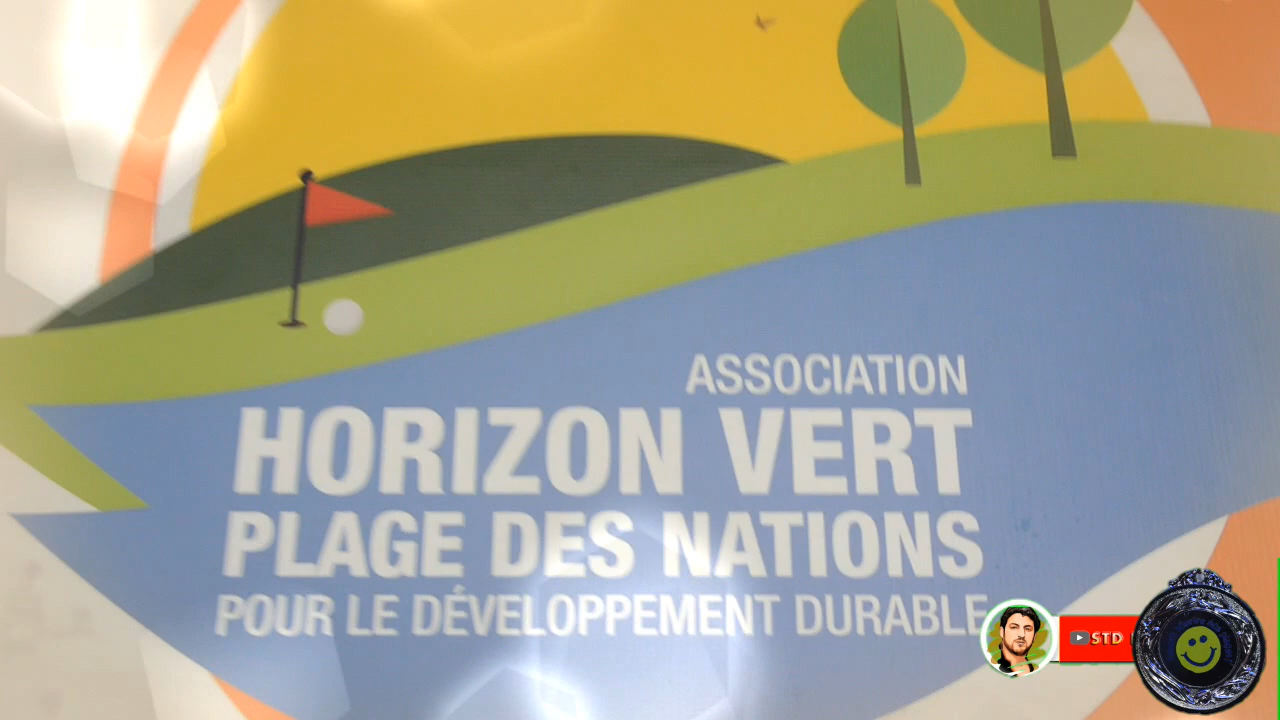 ASSOCIATION
HORIZON VERT
PLAGE DES NATIONS
POUR LE DÉVELOPPEMENT DURABLE
STD